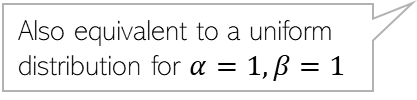 Also equivalent to a uniform
distribution for 𝛼 = 1, 𝛽 = 1